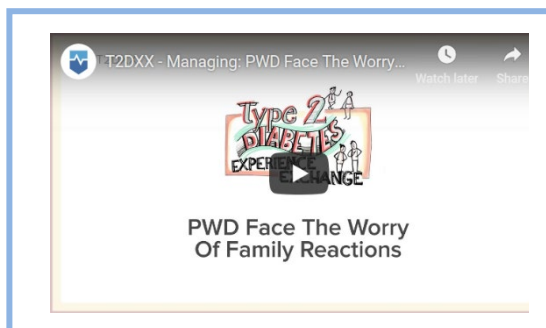 T2DXX - Managing: PWD Face The Worry...
Watch later
Share
Type 2
DIABETES
EXPERIENCE
EXCHANGE
PWD Face The Worry
Of Family Reactions